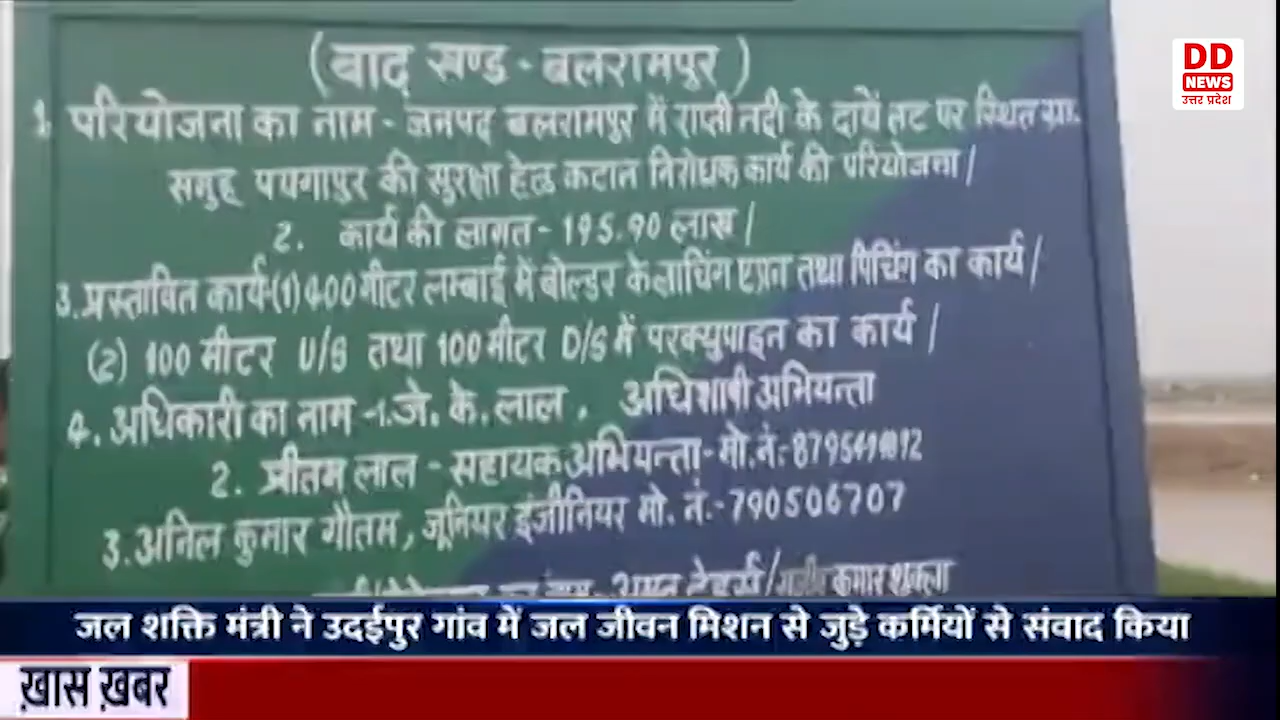 (बाढ़ खण्ड - बलरामपुर)
1. परियोजना का नाम - जनपद बलरामपुर में राप्ती नदी के दायें तट पर स्थित ग्रा.
समुह पयगापुर की सुरक्षा हेतु कटान निरोधक कार्य की परियोजना /
2. कार्य की लागत - 195.90 लाख /
3. प्रस्तावित कार्य-(1) 400 मीटर लम्बाई में बोल्डर के लाचिंग एप्रन तथा पिचिंग का कार्य /
(2) 100 मीटर U/S तथा 100 मीटर D/S में परक्युपाइन का कार्य /
4. अधिकारी का नाम -1. जे. के. लाल, अधिशाषी अभियन्ता
2. प्रीतम लाल - सहायक अभियन्ता- मो. नं.-
3. अनिल कुमार गौतम, जूनियर इंजीनियर मो. नं.- 790506707
कुमार शुक्ला
DD
NEWS
उत्तर प्रदेश
जल शक्ति मंत्री ने उदईपुर गांव में जल जीवन मिशन से जुड़े कर्मियों से संवाद किया
ख़ास ख़बर